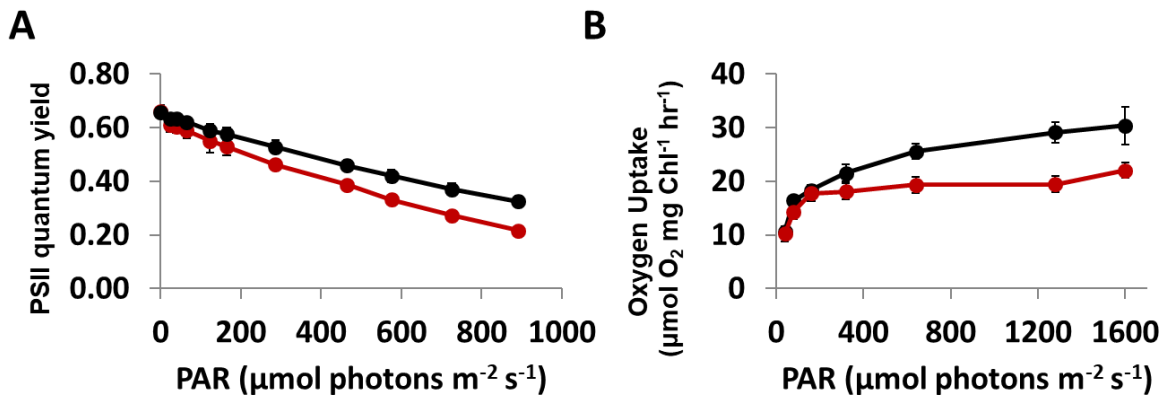 A
PSII quantum yield
0.80
0.60
0.40
0.20
0.00
0 200 400 600 800 1000
PAR (µmol photons m⁻² s⁻¹)
B
Oxygen Uptake
(µmol O₂ mg Chl⁻¹ hr⁻¹)
40
30
20
10
0
0 400 800 1200 1600
PAR (µmol photons m⁻² s⁻¹)